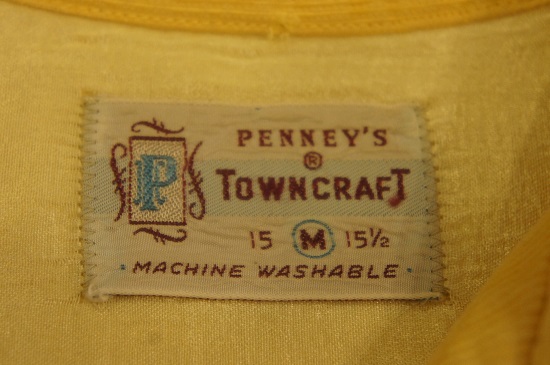 P
PENNEY'S
®
TOWNCRAFT
15 M 15½
· MACHINE WASHABLE ·